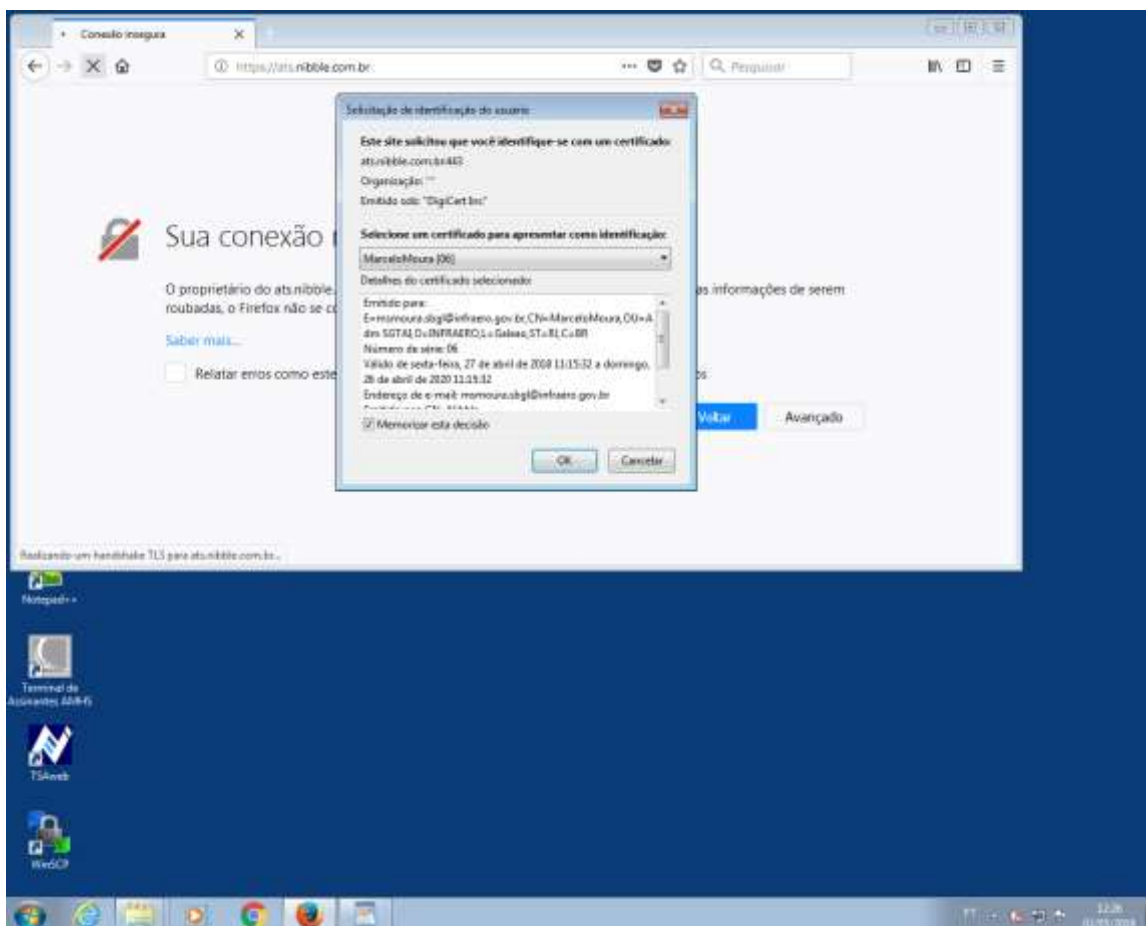 Conexão insegura
https://ats.nibble.com.br
Pesquisar
Solicitação de identificação do usuário
Este site solicitou que você identifique-se com um certificado:
ats.nibble.com.br:443
Organização: ""
Emitido sob: "DigiCert Inc"
Selecione um certificado para apresentar como identificação:
MarceloMoura [06]
Detalhes do certificado selecionado:
Emitido para:
E=msmoura.sbgl@infraero.gov.br,CN=MarceloMoura,OU=A
dm SGTAI,O=INFRAERO,L=Galeao,ST=RJ,C=BR
Número de série: 06
Válido de sexta-feira, 27 de abril de 2018 11:15:32 a domingo,
26 de abril de 2020 11:15:32
Endereço de e-mail: msmoura.sbgl@infraero.gov.br
Memorizar esta decisão
OK
Cancelar
Sua conexão
O proprietário do ats.nibble.
as informações de serem
roubadas, o Firefox não se co
Saber mais...
Relatar erros como este
os
Voltar
Avançado
Realizando um handshake TLS para ats.nibble.com.br...
Notepad++
Terminal de
Assinantes AMHS
TSAweb
WinSCP
PT
12:26